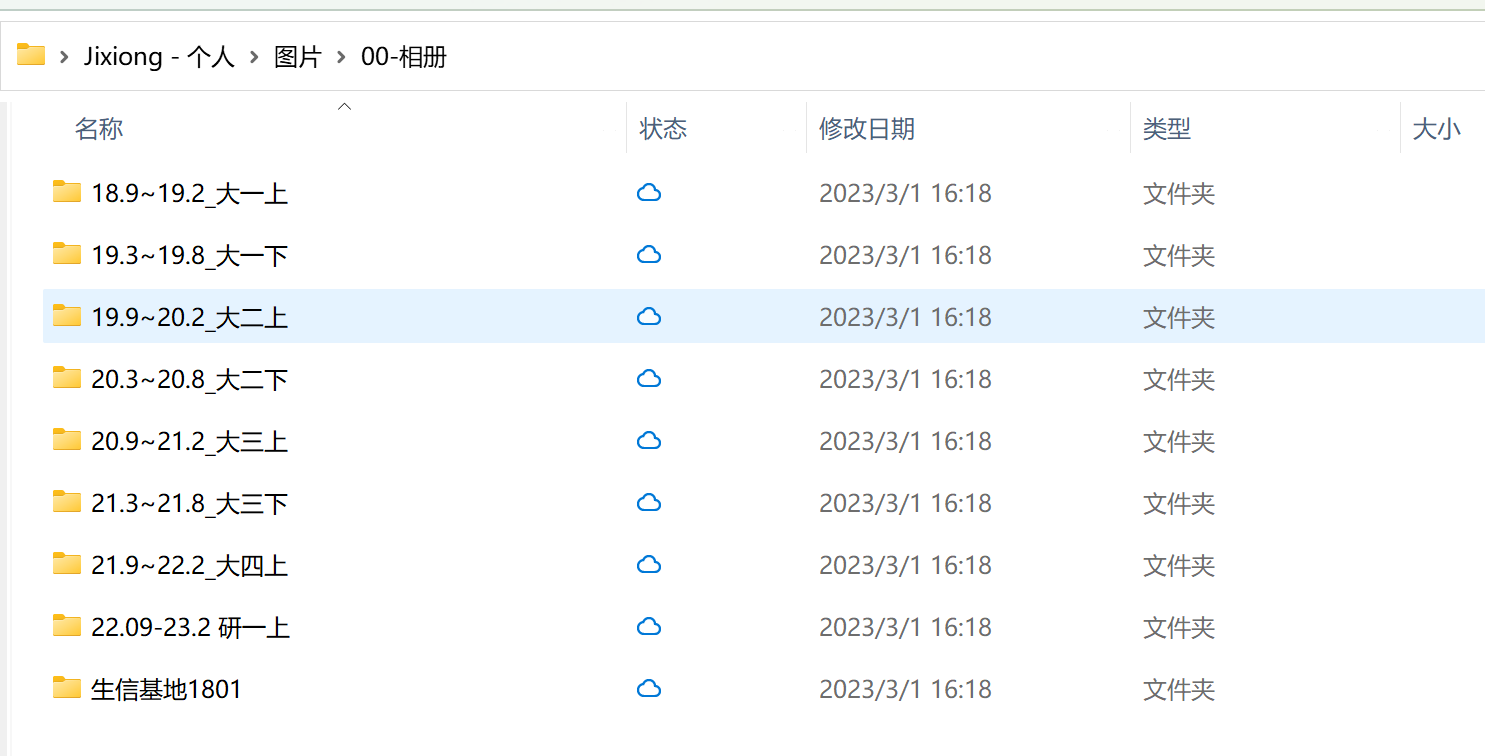 Jixiong - 个人 › 图片 › 00-相册
名称 状态 修改日期 类型 大小
18.9~19.2_大一上 2023/3/1 16:18 文件夹
19.3~19.8_大一下 2023/3/1 16:18 文件夹
19.9~20.2_大二上 2023/3/1 16:18 文件夹
20.3~20.8_大二下 2023/3/1 16:18 文件夹
20.9~21.2_大三上 2023/3/1 16:18 文件夹
21.3~21.8_大三下 2023/3/1 16:18 文件夹
21.9~22.2_大四上 2023/3/1 16:18 文件夹
22.09-23.2 研一上 2023/3/1 16:18 文件夹
生信基地1801 2023/3/1 16:18 文件夹